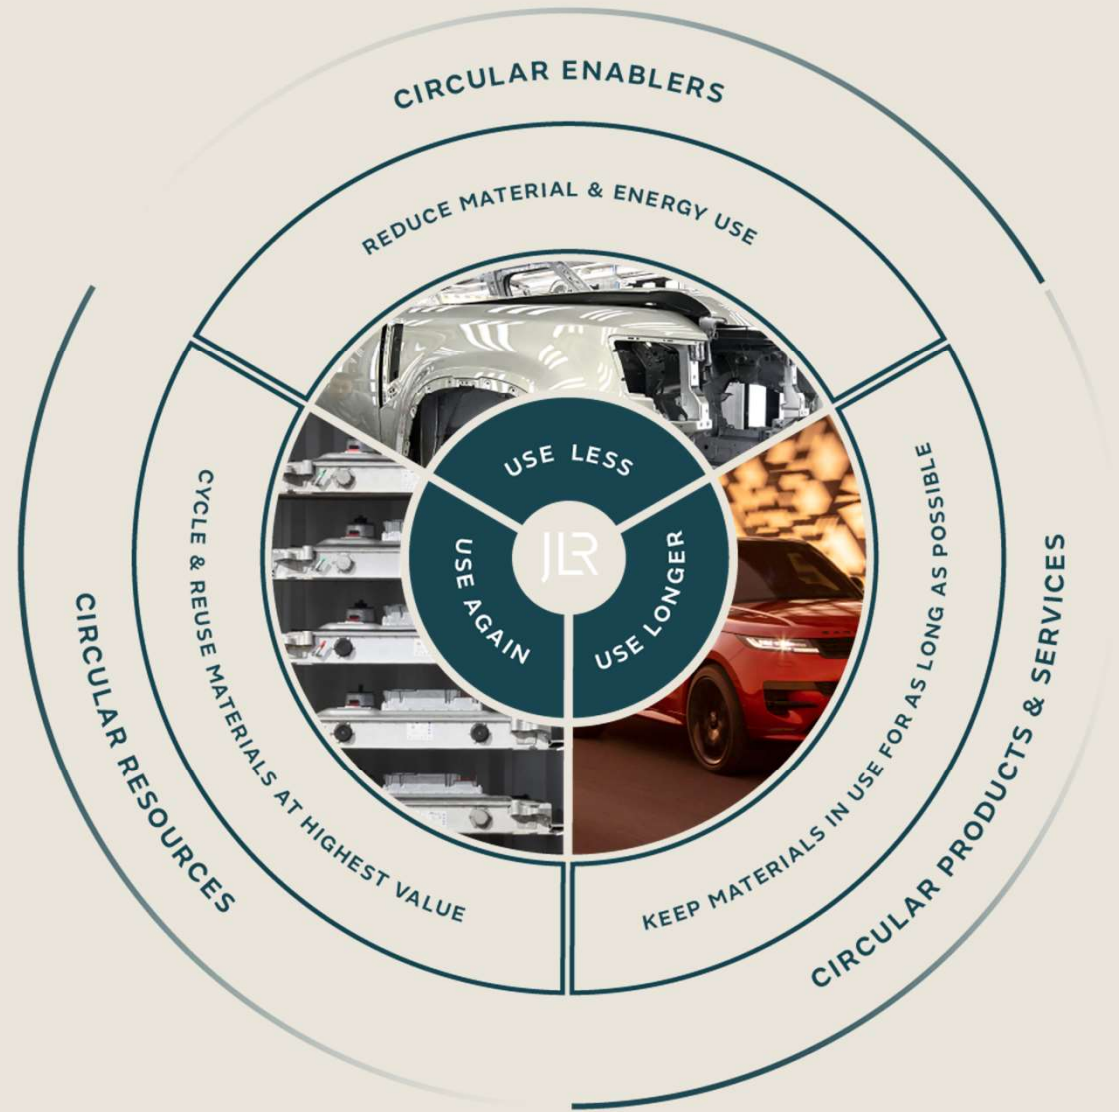 CIRCULAR ENABLERS
REDUCE MATERIAL & ENERGY USE
USE LESS
JLR
USE AGAIN
USE LONGER
CYCLE & REUSE MATERIALS AT HIGHEST VALUE
KEEP MATERIALS IN USE FOR AS LONG AS POSSIBLE
CIRCULAR RESOURCES
CIRCULAR PRODUCTS & SERVICES